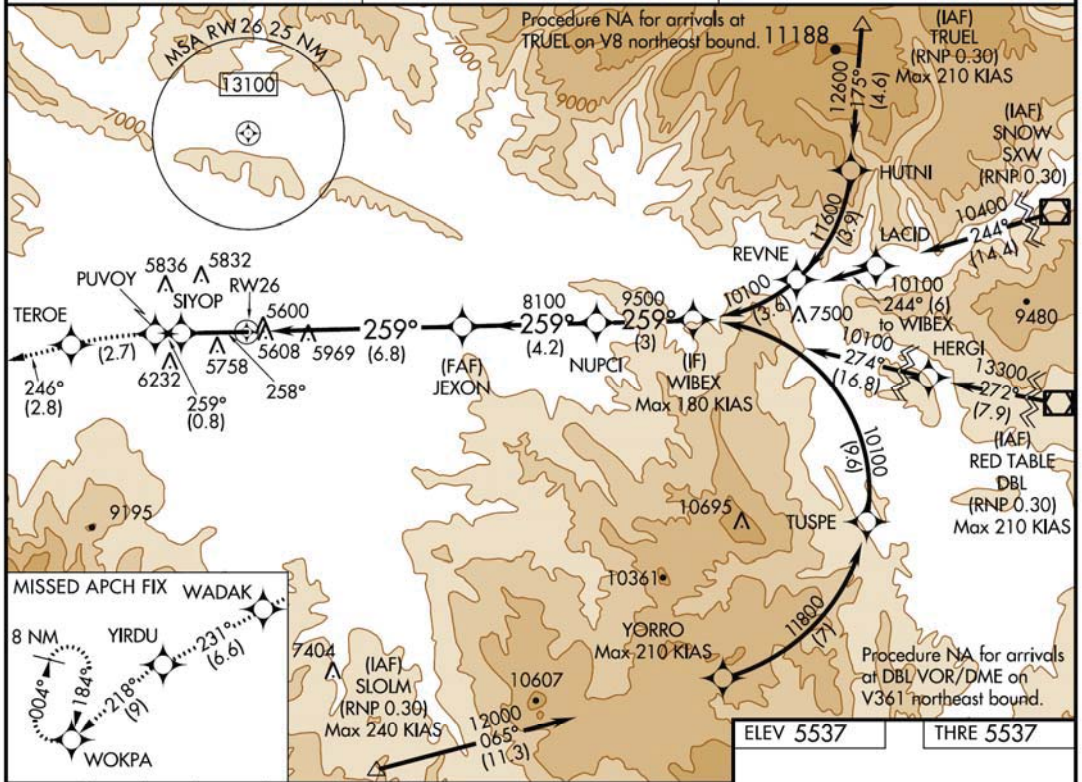 Procedure NA for arrivals at
TRUEL on V8 northeast bound.
11188
(IAF)
TRUEL
(RNP 0.30)
Max 210 KIAS
MSA RW26 25 NM
13100
7000
7000
9000
12600
175°
(4.6)
(IAF)
SNOW
SXW
(RNP 0.30)
HUTNI
11600
(3.9)
10400
244°
(14.4)
LACID
REVNE
10100
244° (6)
to WIBEX
10100
(3.6)
7500
9480
PUVOY
5836
5832
SIYOP
RW26
TEROE
5600
5608
5969
5758
6232
258°
259°
(0.8)
(2.7)
246°
(2.8)
259°
(6.8)
8100
259°
(4.2)
9500
259°
(3)
(FAF)
JEXON
NUPCI
(IF)
WIBEX
Max 180 KIAS
10100
274°
(16.8)
HERGI
13300
272°
(7.9)
(IAF)
RED TABLE
DBL
(RNP 0.30)
Max 210 KIAS
10100
(9.6)
9195
10695
TUSPE
10361
11800
(7)
YORRO
Max 210 KIAS
Procedure NA for arrivals
at DBL VOR/DME on
V361 northeast bound.
MISSED APCH FIX
WADAK
8 NM
YIRDU
231°
(6.6)
004°
184°
218°
(9)
WOKPA
7404
(IAF)
SLOLM
(RNP 0.30)
Max 240 KIAS
10607
12000
065°
(11.3)
ELEV 5537
THRE 5537